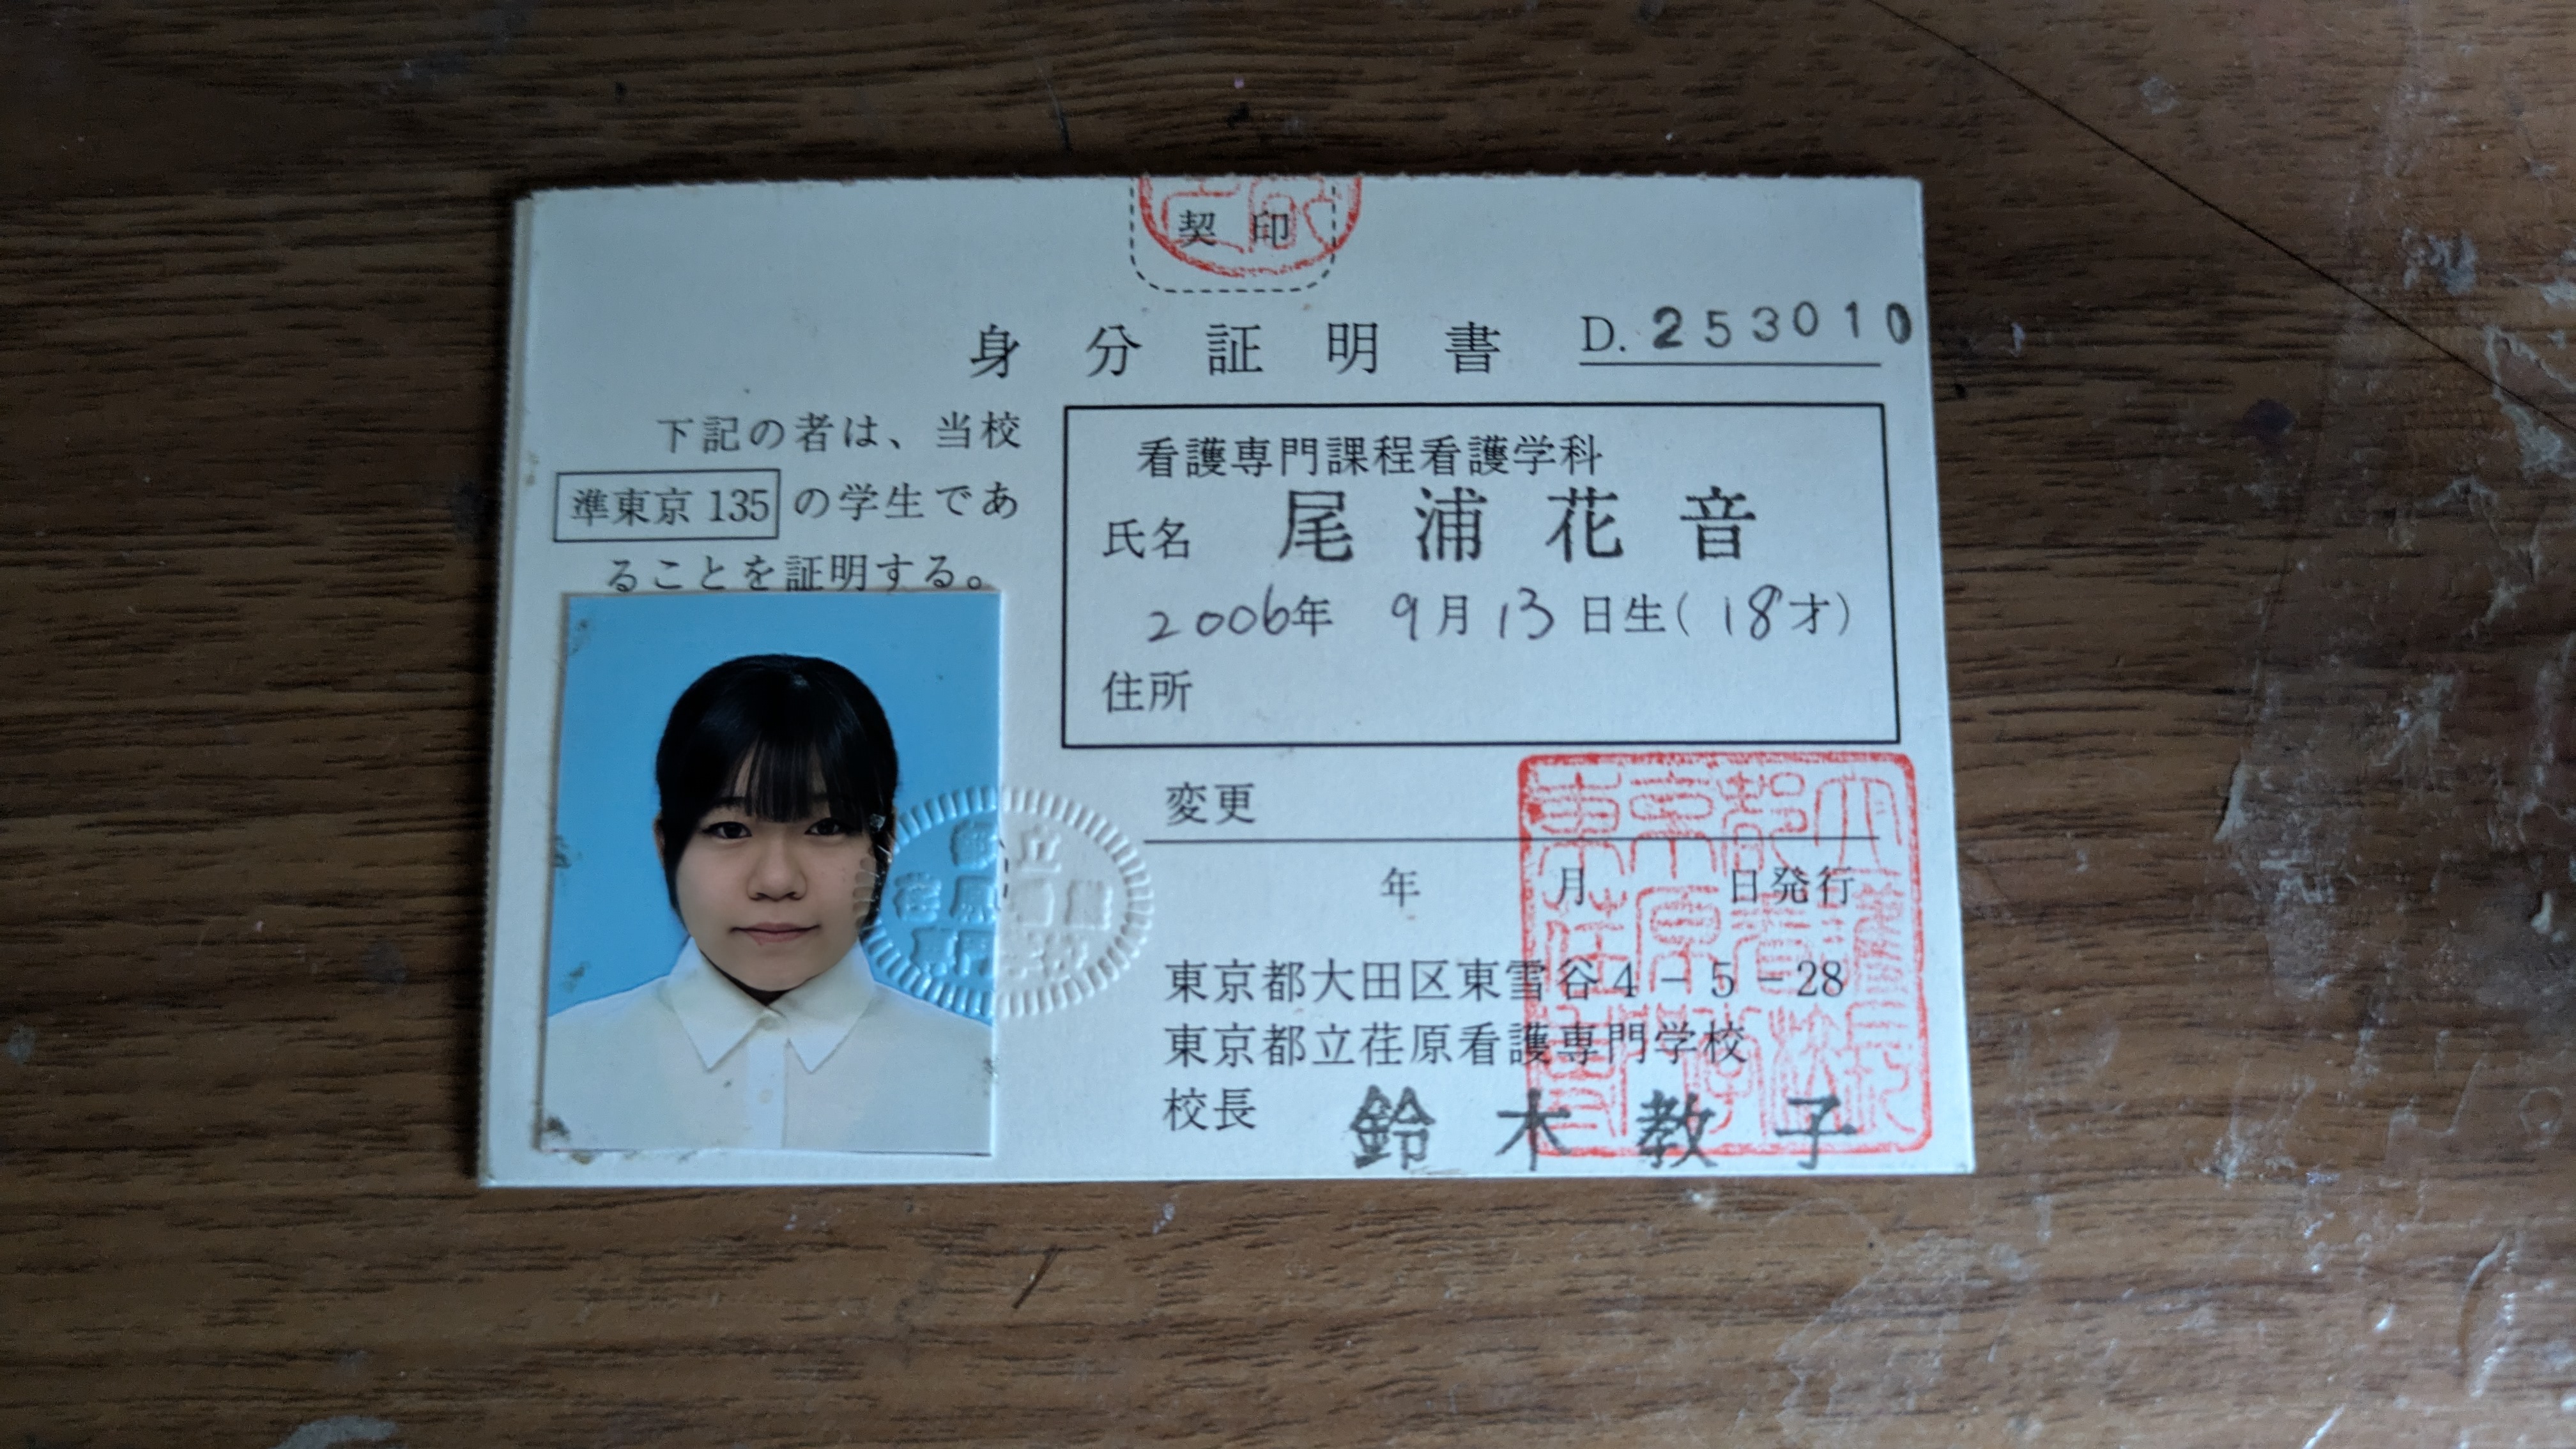 契印
身分証明書
D. 253010
下記の者は、当校
準東京 135 の学生であ
ることを証明する。
看護専門課程看護学科
氏名 尾浦花音
2006年 9月13日生(18才)
住所
変更
年 月 日発行
東京都大田区東雪谷4-5-28
東京都立荏原看護専門学校
校長 鈴木教子